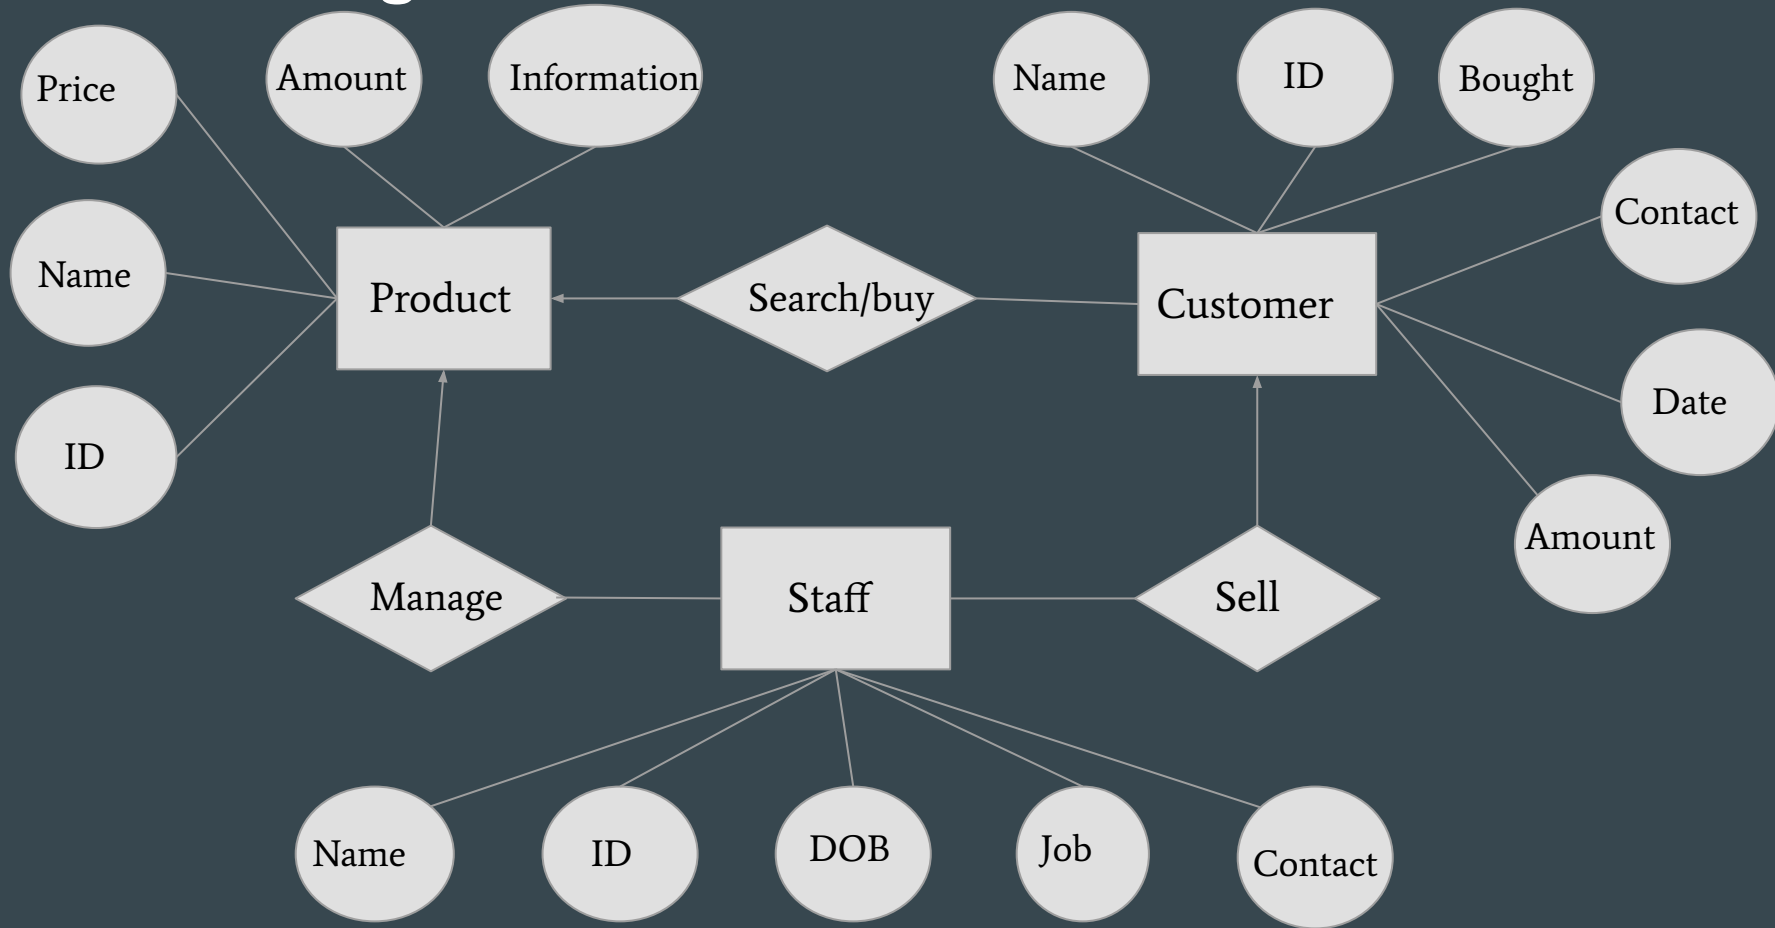 Price
Amount
Information
Name
ID
Bought
Contact
Name
Product
Search/buy
Customer
Date
ID
Amount
Manage
Staff
Sell
Name
ID
DOB
Job
Contact